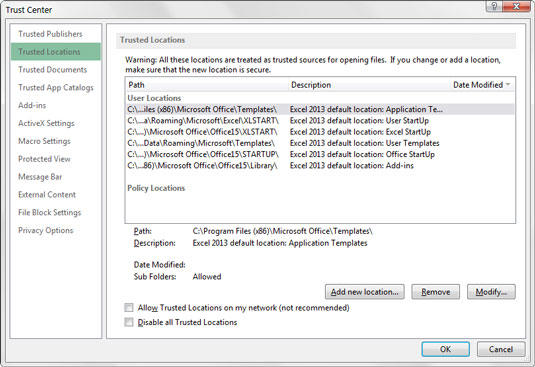 Trust Center
Trusted Publishers
Trusted Locations
Trusted Documents
Trusted App Catalogs
Add-ins
ActiveX Settings
Macro Settings
Protected View
Message Bar
External Content
File Block Settings
Privacy Options
Trusted Locations
Warning: All these locations are treated as trusted sources for opening files. If you change or add a location,
make sure that the new location is secure.
Path Description Date Modified
User Locations
C:\...iles (x86)\Microsoft Office\Templates\ Excel 2013 default location: Application Te...
C:\...a\Roaming\Microsoft\Excel\XLSTART\ Excel 2013 default location: User StartUp
C:\...)\Microsoft Office\Office15\XLSTART\ Excel 2013 default location: Excel StartUp
C:\...Data\Roaming\Microsoft\Templates\ Excel 2013 default location: User Templates
C:\...)\Microsoft Office\Office15\STARTUP\ Excel 2013 default location: Office StartUp
C:\...86)\Microsoft Office\Office15\Library\ Excel 2013 default location: Add-ins
Policy Locations
Path: C:\Program Files (x86)\Microsoft Office\Templates\
Description: Excel 2013 default location: Application Templates
Date Modified:
Sub Folders: Allowed
Add new location... Remove Modify...
Allow Trusted Locations on my network (not recommended)
Disable all Trusted Locations
OK Cancel